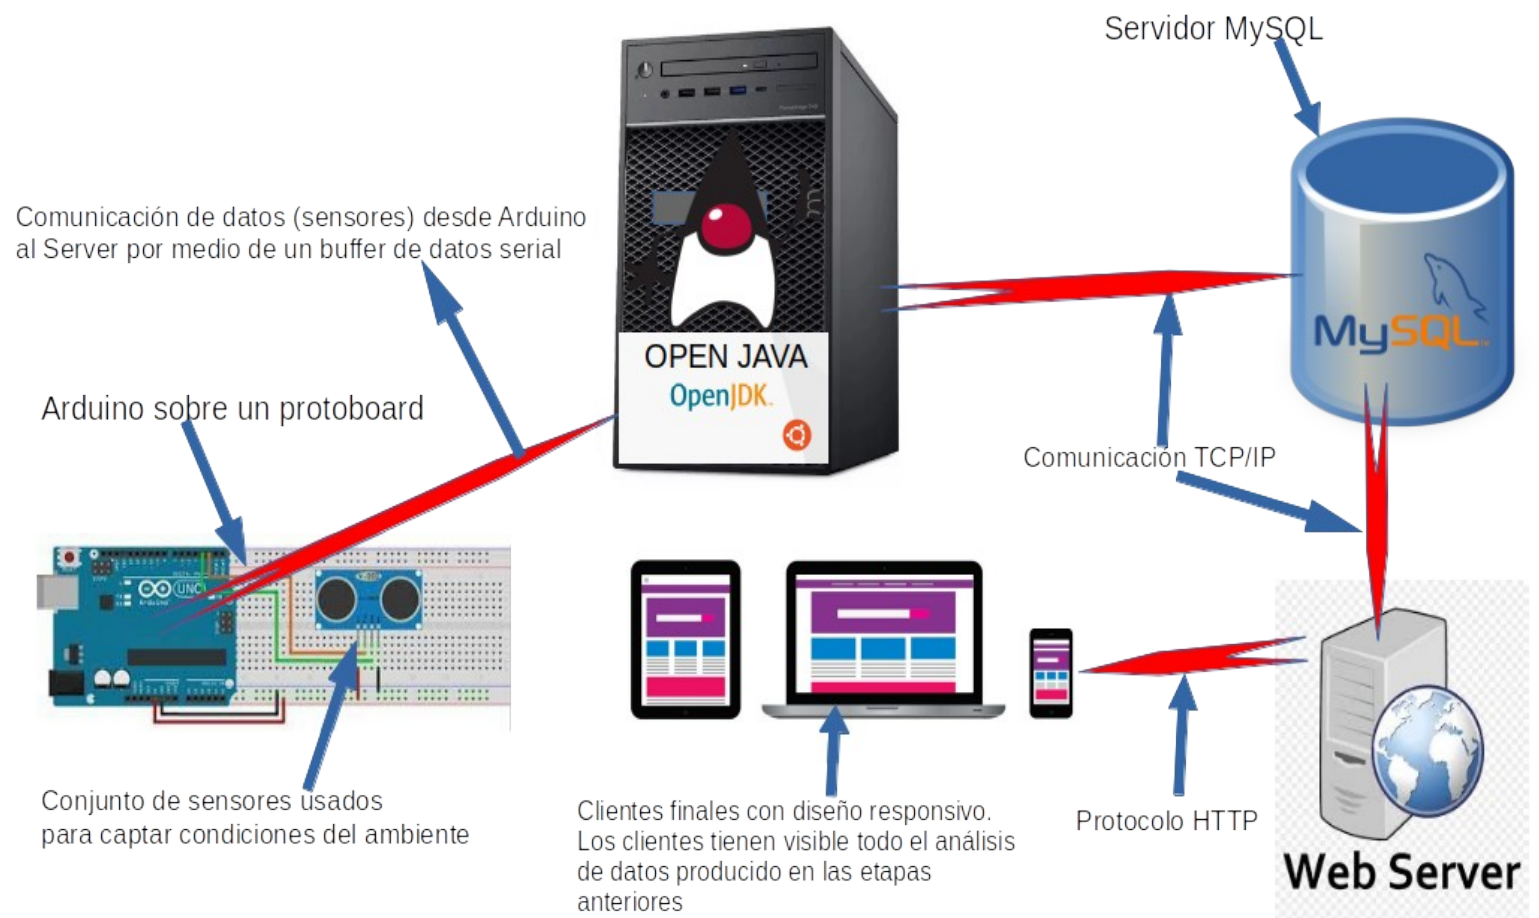 Servidor MySQL
Comunicación de datos (sensores) desde Arduino
al Server por medio de un buffer de datos serial
OPEN JAVA
OpenJDK
Arduino sobre un protoboard
MySQL
Comunicación TCP/IP
UNO
Conjunto de sensores usados
para captar condiciones del ambiente
Clientes finales con diseño responsivo.
Los clientes tienen visible todo el análisis
de datos producido en las etapas
anteriores
Protocolo HTTP
Web Server